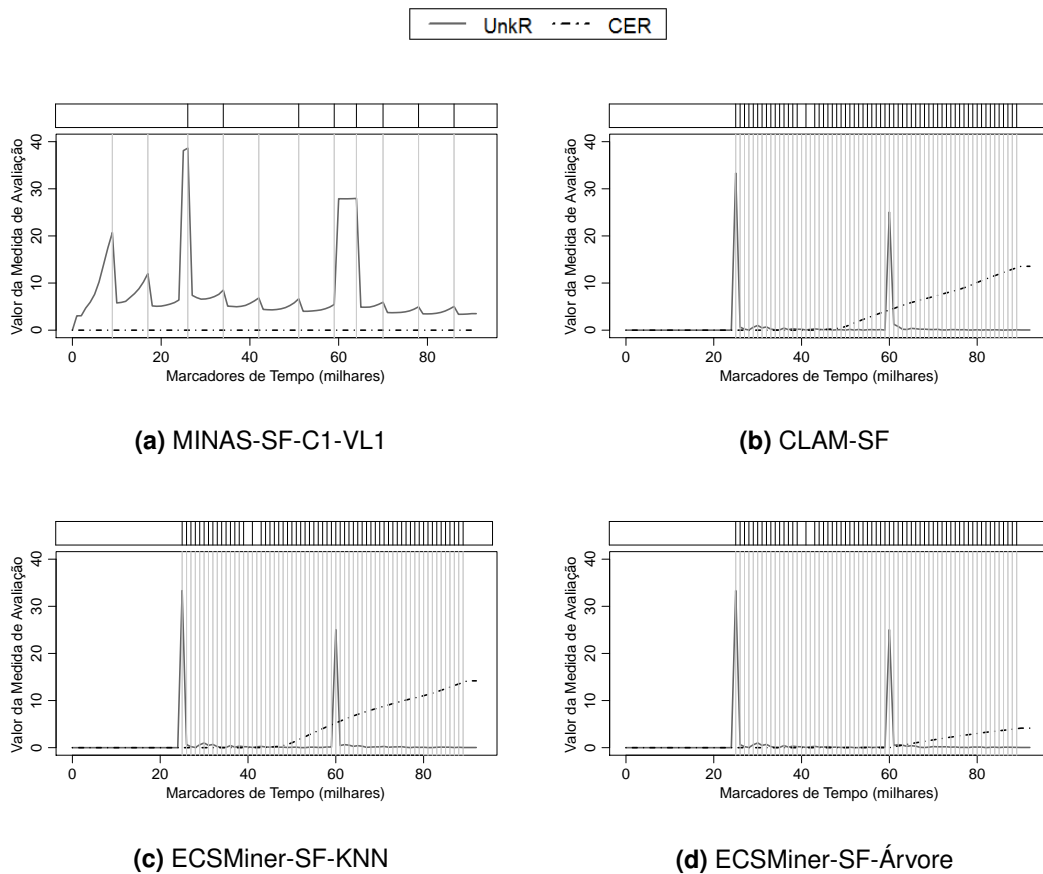 UnkR CER
Valor da Medida de Avaliação
0 10 20 30 40
0 20 40 60 80
Marcadores de Tempo (milhares)
(a) MINAS-SF-C1-VL1
Valor da Medida de Avaliação
0 10 20 30 40
0 20 40 60 80
Marcadores de Tempo (milhares)
(b) CLAM-SF
Valor da Medida de Avaliação
0 10 20 30 40
0 20 40 60 80
Marcadores de Tempo (milhares)
(c) ECSMiner-SF-KNN
Valor da Medida de Avaliação
0 10 20 30 40
0 20 40 60 80
Marcadores de Tempo (milhares)
(d) ECSMiner-SF-Árvore